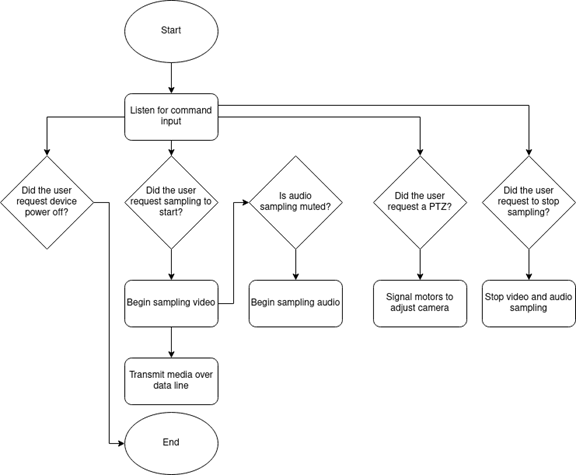 Start
Listen for command
input
Did the user
request device
power off?
Did the user
request sampling to
start?
Is audio
sampling muted?
Did the user
request a PTZ?
Did the user
request to stop
sampling?
Begin sampling video
Begin sampling audio
Signal motors to
adjust camera
Stop video and audio
sampling
Transmit media over
data line
End